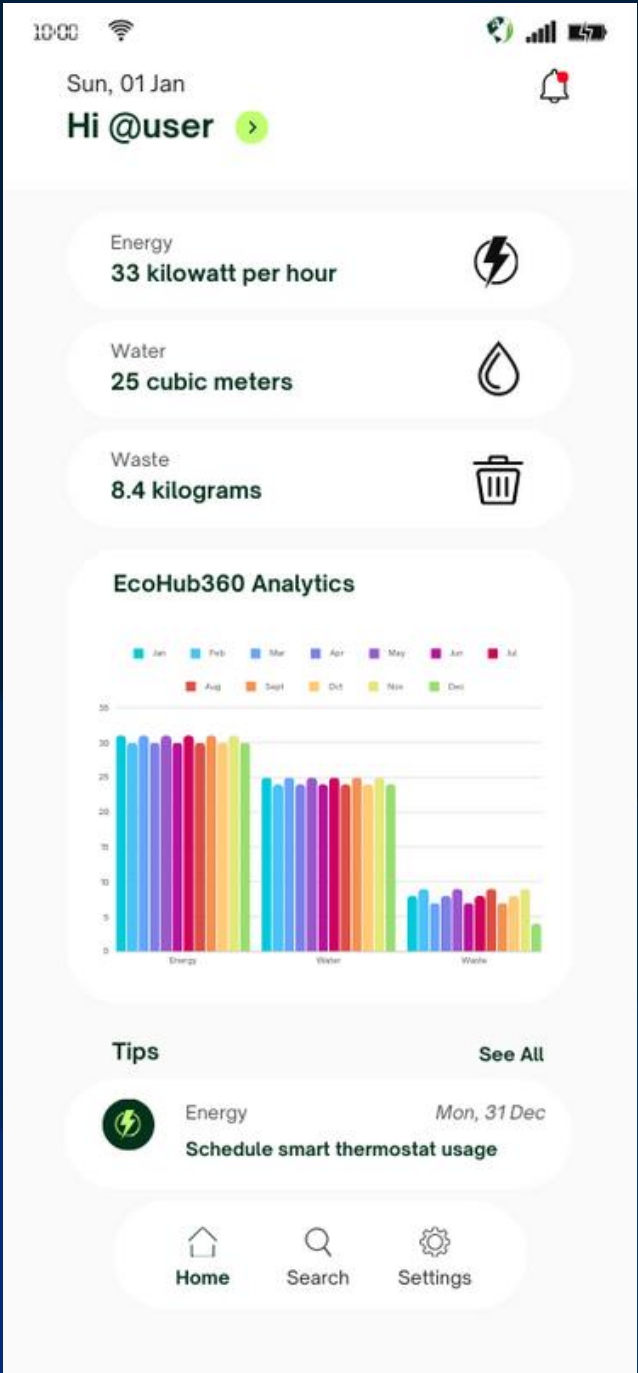 10:00
Sun, 01 Jan
Hi @user
Energy
33 kilowatt per hour
Water
25 cubic meters
Waste
8.4 kilograms
EcoHub360 Analytics
Jan Feb Mar Apr May Jun Jul
Aug Sept Oct Nov Dec
35
30
25
20
15
10
5
0
Energy Water Waste
Tips See All
Energy Mon, 31 Dec
Schedule smart thermostat usage
Home Search Settings